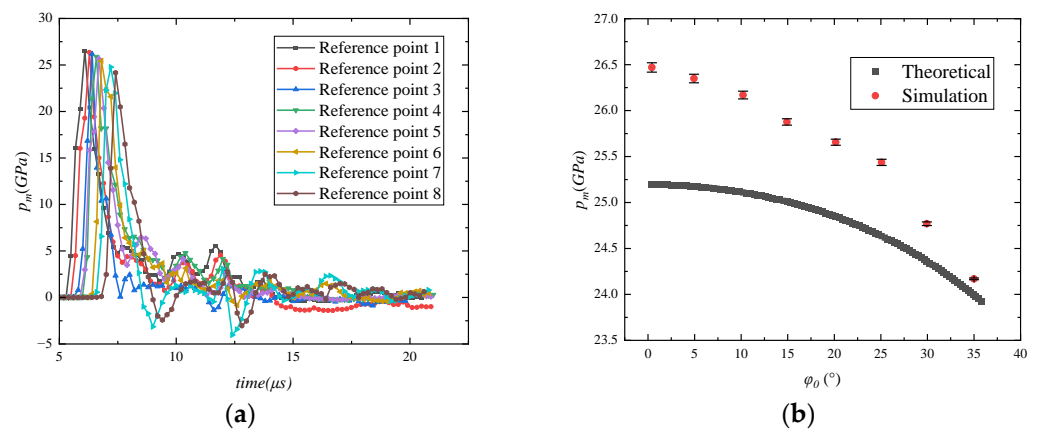 30
25
20
15
10
5
0
−5
5
10
15
20
p_m(GPa)
time(μs)
Reference point 1
Reference point 2
Reference point 3
Reference point 4
Reference point 5
Reference point 6
Reference point 7
Reference point 8
(a)
27.0
26.5
26.0
25.5
25.0
24.5
24.0
23.5
0
5
10
15
20
25
30
35
40
p_m(GPa)
φ_0 (°)
Theoretical
Simulation
(b)